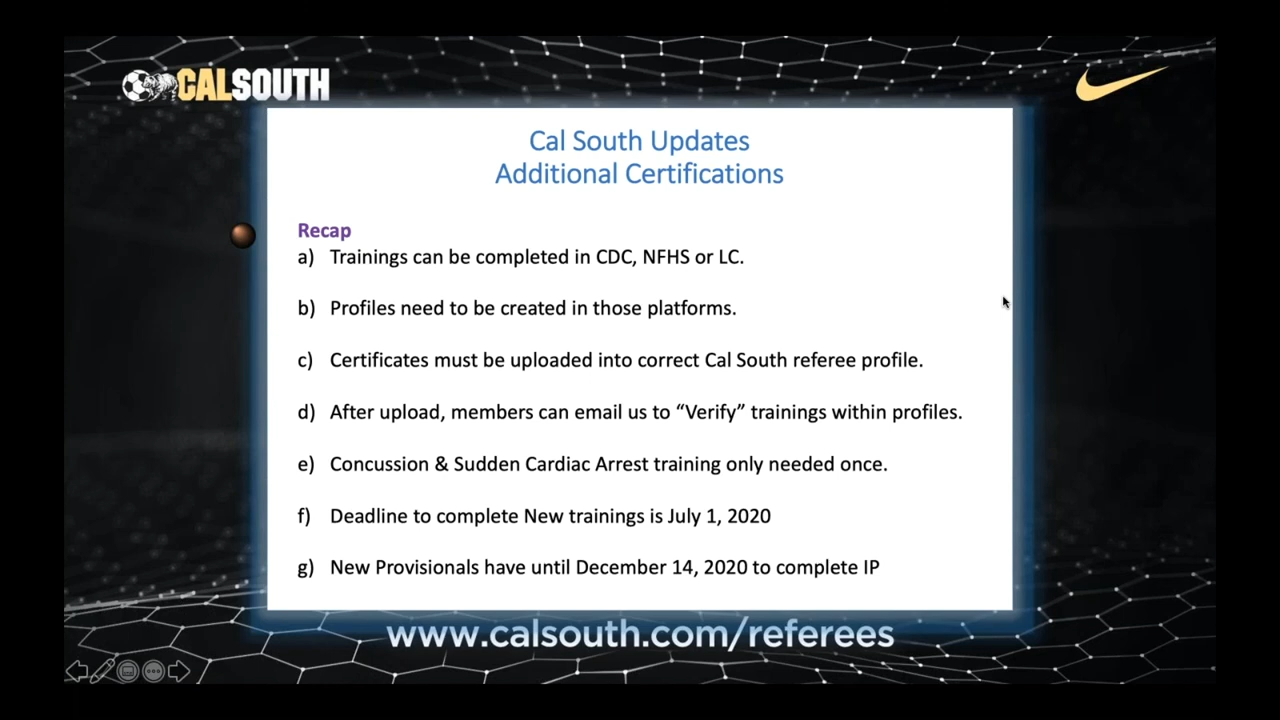 CALSOUTH
Cal South Updates
Additional Certifications
Recap
a) Trainings can be completed in CDC, NFHS or LC.
b) Profiles need to be created in those platforms.
c) Certificates must be uploaded into correct Cal South referee profile.
d) After upload, members can email us to “Verify” trainings within profiles.
e) Concussion & Sudden Cardiac Arrest training only needed once.
f) Deadline to complete New trainings is July 1, 2020
g) New Provisionals have until December 14, 2020 to complete IP
www.calsouth.com/referees